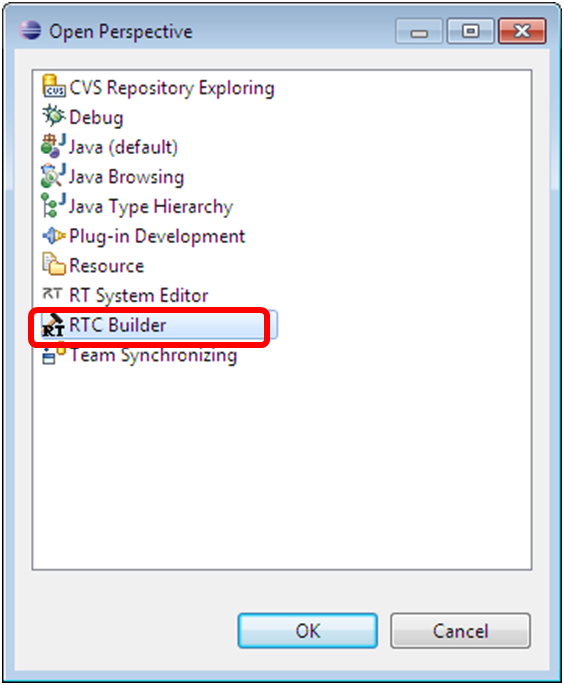 Open Perspective
CVS Repository Exploring
Debug
Java (default)
Java Browsing
Java Type Hierarchy
Plug-in Development
Resource
RT System Editor
RTC Builder
Team Synchronizing
OK
Cancel